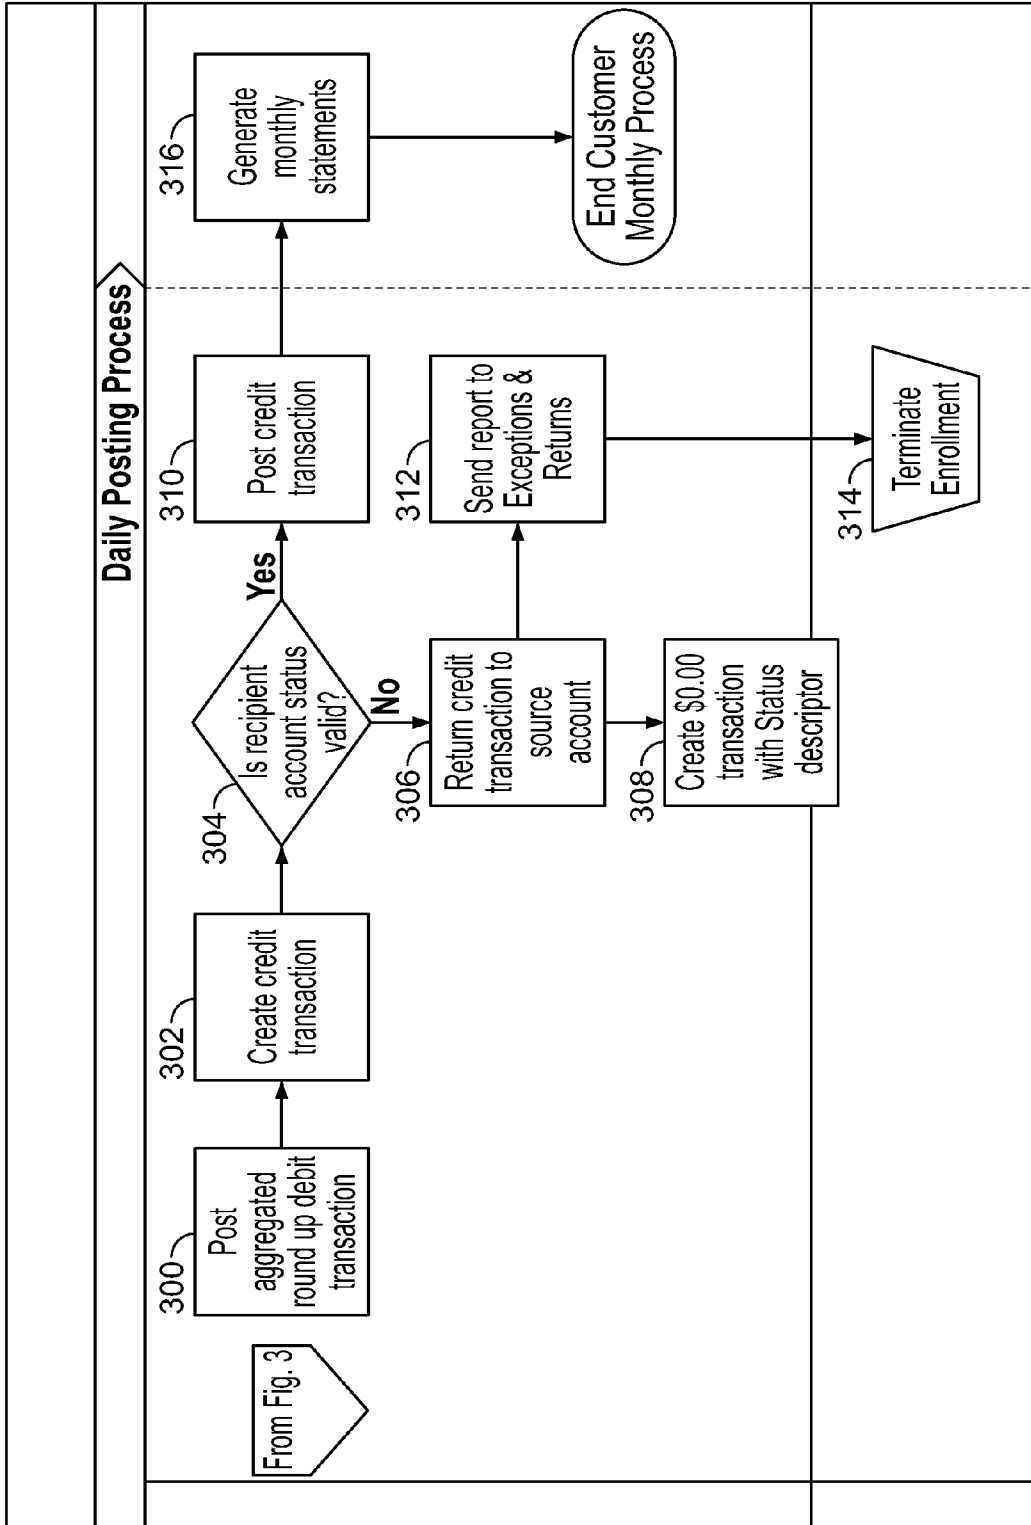 Daily Posting Process
From Fig. 3
300
Post
aggregated
round up debit
transaction
302
Create credit
transaction
304
Is recipient
account status
valid?
Yes
No
310
Post credit
transaction
316
Generate
monthly
statements
306
Return credit
transaction to
source
account
312
Send report to
Exceptions &
Returns
End Customer
Monthly Process
308
Create $0.00
transaction
with Status
descriptor
314
Terminate
Enrollment